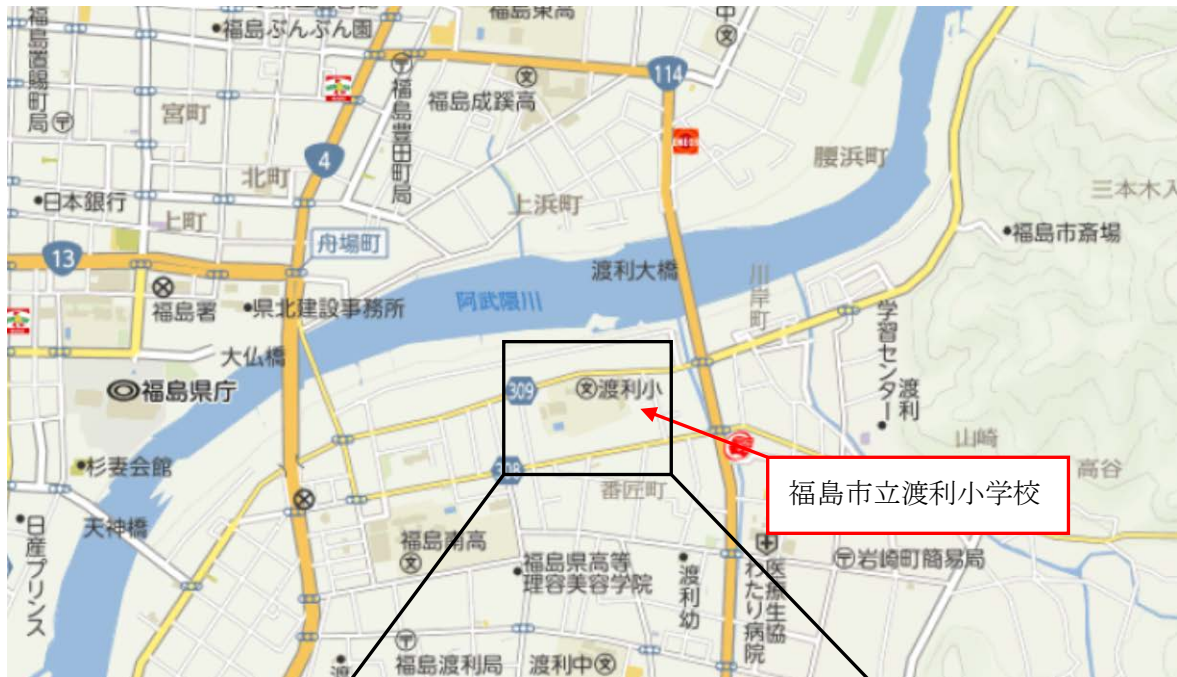 福島東高
中
福島ぶんぶん園
福島置賜町局
福島豊田町局
福島成蹊高
114
宮町
ENEOS
4
腰浜町
北町
三本木入
日本銀行
上町
上浜町
舟場町
福島市斎場
13
渡利大橋
川岸町
福島署
県北建設事務所
阿武隈川
大仏橋
学習センター
渡利
福島県庁
309
渡利小
山崎
高谷
杉妻会館
308
番匠町
福島市立渡利小学校
天神橋
日産プリンス
福島南高
福島県高等
理容美容学院
渡利幼
医療生協
わたり病院
岩崎町簡易局
福島渡利局
渡利中
渡